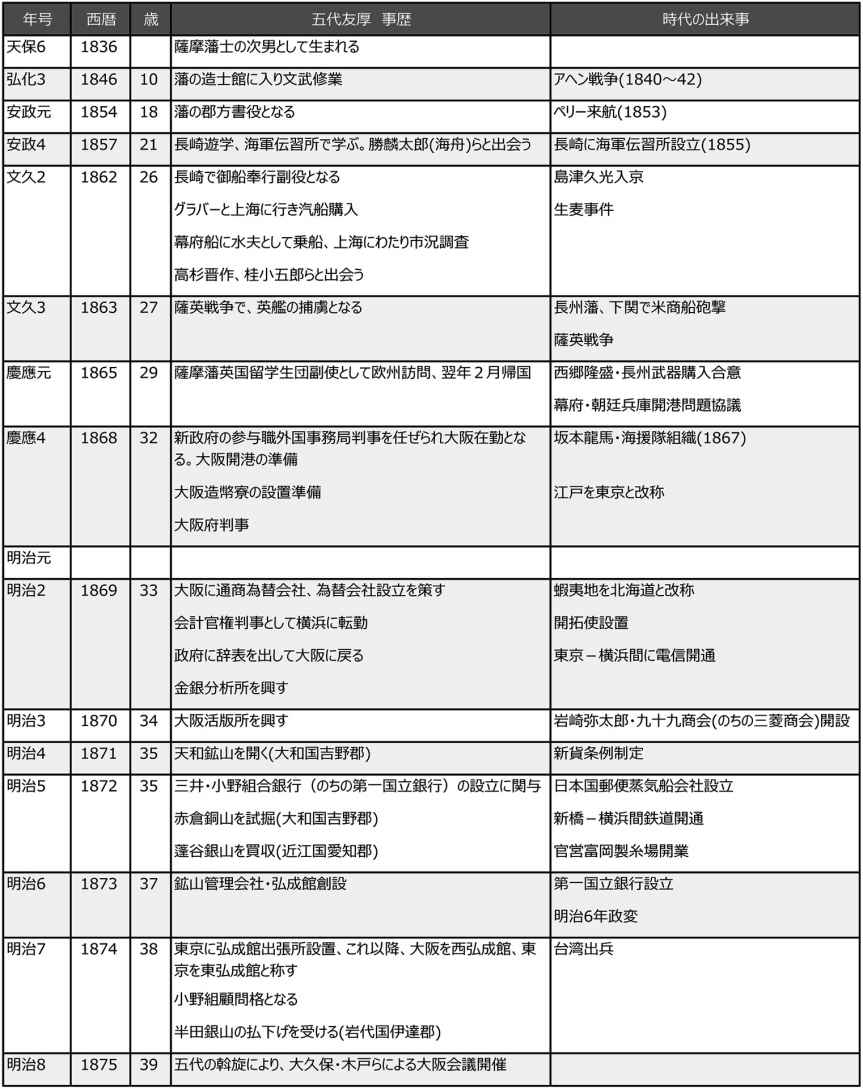 年号 西暦 歳 五代友厚 事歴 時代の出来事
天保6 1836 薩摩藩士の次男として生まれる
弘化3 1846 10 藩の造士館に入り文武修業 アヘン戦争(1840～42)
安政元 1854 18 藩の郡方書役となる ペリー来航(1853)
安政4 1857 21 長崎遊学、海軍伝習所で学ぶ。勝麟太郎(海舟)らと出会う 長崎に海軍伝習所設立(1855)
文久2 1862 26 長崎で御船奉行副役となる 島津久光入京
グラバーと上海に行き汽船購入 生麦事件
幕府船に水夫として乗船、上海にわたり市況調査
高杉晋作、桂小五郎らと出会う
文久3 1863 27 薩英戦争で、英艦の捕虜となる 長州藩、下関で米商船砲撃
薩英戦争
慶應元 1865 29 薩摩藩英国留学生団副使として欧州訪問、翌年２月帰国 西郷隆盛・長州武器購入合意
幕府・朝廷兵庫開港問題協議
慶應4 1868 32 新政府の参与職外国事務局判事を任ぜられ大阪在勤とな 坂本龍馬・海援隊組織(1867)
る。大阪開港の準備
大阪造幣寮の設置準備 江戸を東京と改称
大阪府判事
明治元
明治2 1869 33 大阪に通商為替会社、為替会社設立を策す 蝦夷地を北海道と改称
会計官権判事として横浜に転勤 開拓使設置
政府に辞表を出して大阪に戻る 東京－横浜間に電信開通
金銀分析所を興す
明治3 1870 34 大阪活版所を興す 岩崎弥太郎・九十九商会(のちの三菱商会)開設
明治4 1871 35 天和鉱山を開く(大和国吉野郡) 新貨条例制定
明治5 1872 35 三井・小野組合銀行（のちの第一国立銀行）の設立に関与 日本国郵便蒸気船会社設立
赤倉銅山を試掘(大和国吉野郡) 新橋－横浜間鉄道開通
蓬谷銀山を買収(近江国愛知郡) 官営富岡製糸場開業
明治6 1873 37 鉱山管理会社・弘成館創設 第一国立銀行設立
明治6年政変
明治7 1874 38 東京に弘成館出張所設置、これ以降、大阪を西弘成館、東 台湾出兵
京を東弘成館と称す
小野組顧問格となる
半田銀山の払下げを受ける(岩代国伊達郡)
明治8 1875 39 五代の斡旋により、大久保・木戸らによる大阪会議開催